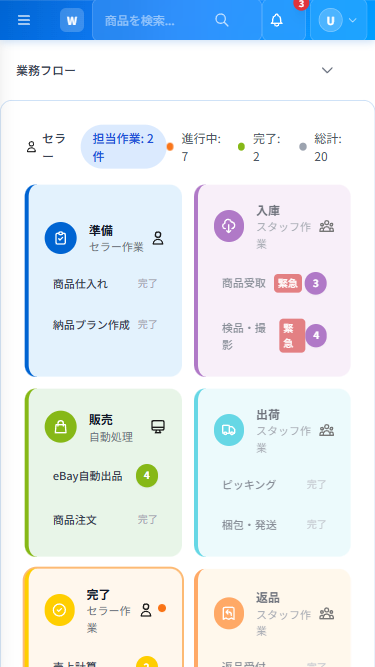 W
商品を検索...
3
U
業務フロー
セラ
ー
担当作業: 2
件
進行中:
7
完了:
2
総計:
20
準備
セラー作業
商品仕入れ
完了
納品プラン作成
完了
入庫
スタッフ作
業
商品受取
緊急
3
検品・撮
影
緊
急
4
販売
自動処理
eBay自動出品
4
商品注文
完了
出荷
スタッフ作
業
ピッキング
完了
梱包・発送
完了
完了
セラー作
業
売上計算
返品
スタッフ作
業
返品受付
完了